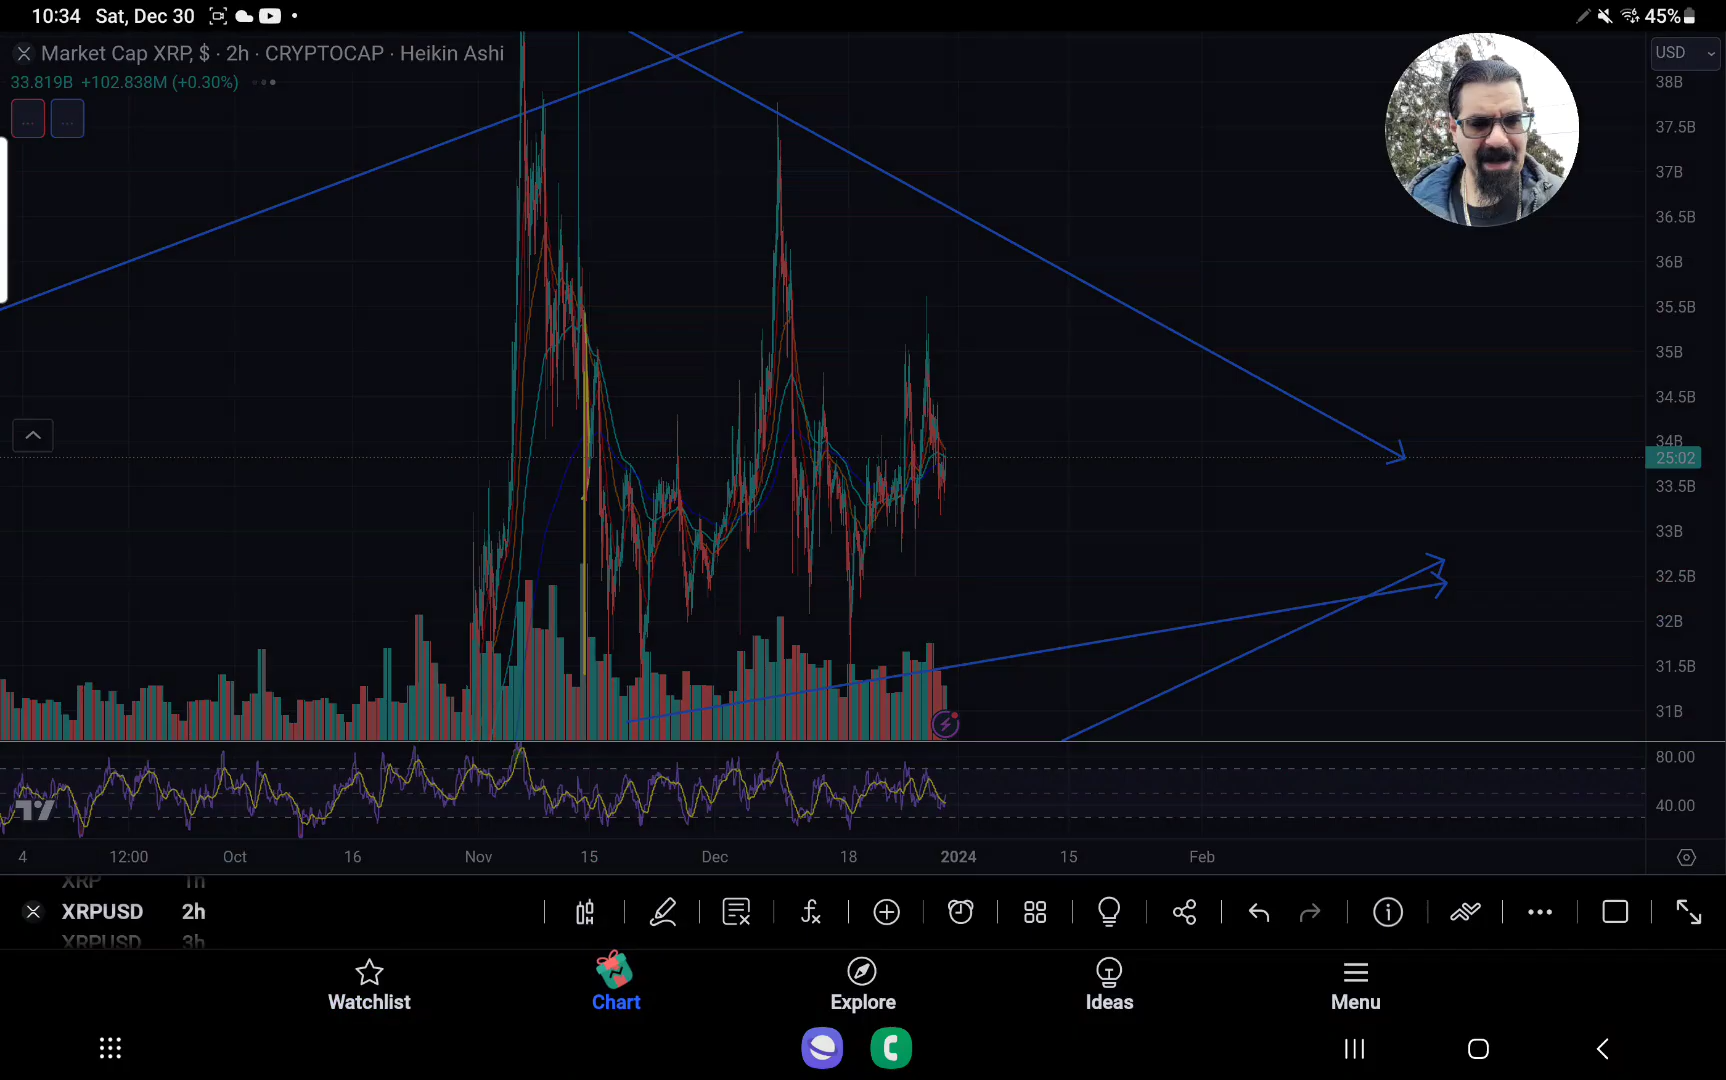 10:34 Sat, Dec 30
45%
Market Cap XRP, $ · 2h · CRYPTOCAP · Heikin Ashi
USD
33.819B +102.838M (+0.30%)
38B
37.5B
37B
36.5B
36B
35.5B
35B
34.5B
34B
25:02
33.5B
33B
32.5B
32B
31.5B
31B
80.00
40.00
4 12:00 Oct 16 Nov 15 Dec 18 2024 15 Feb
XRP 1h
XRPUSD 2h
XRPUSD 3h
Watchlist Chart Explore Ideas Menu